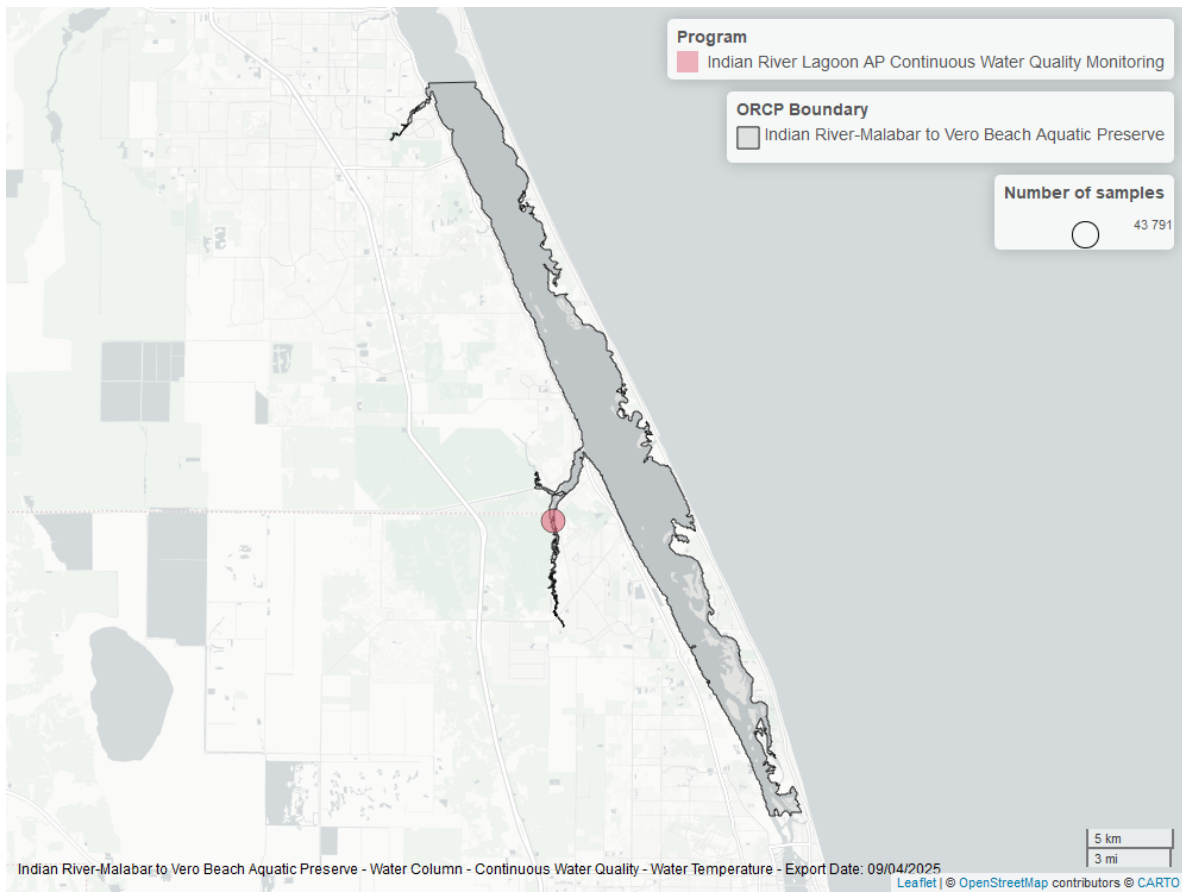 Program
Indian River Lagoon AP Continuous Water Quality Monitoring
ORCP Boundary
Indian River-Malabar to Vero Beach Aquatic Preserve
Number of samples
43 791
5 km
3 mi
Indian River-Malabar to Vero Beach Aquatic Preserve - Water Column - Continuous Water Quality - Water Temperature - Export Date: 09/04/2025
Leaflet | © OpenStreetMap contributors © CARTO